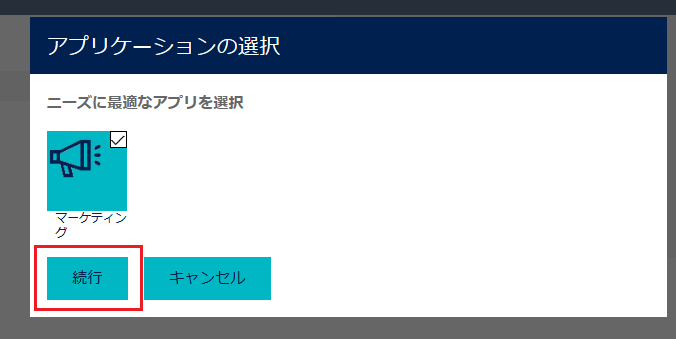 アプリケーションの選択
ニーズに最適なアプリを選択
マーケティン
グ
続行
キャンセル